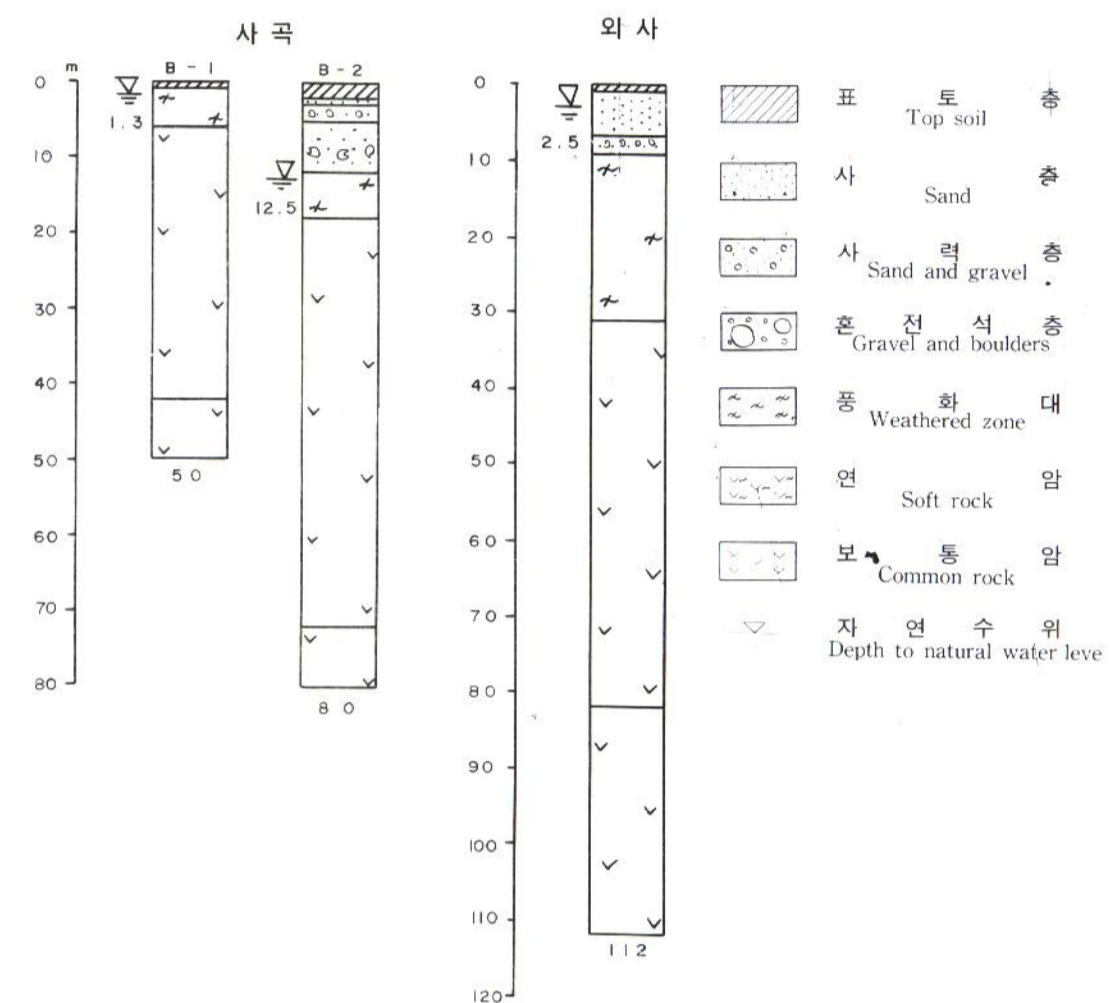 사 곡
m
B - 1
B - 2
0
10
20
30
40
50
60
70
80
1.3
12.5
50
80
와 사
0
10
20
30
40
50
60
70
80
90
100
110
120
2.5
112
표 토 층
Top soil
사 층
Sand
사 력 층
Sand and gravel
혼 전 석 층
Gravel and boulders
풍 화 대
Weathered zone
연 암
Soft rock
보 통 암
Common rock
자 연 수 위
Depth to natural water leve